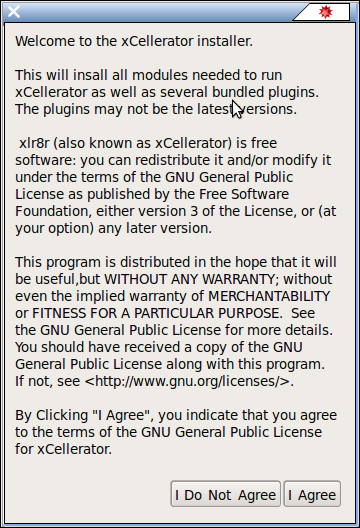 Welcome to the xCellerator installer.
This will insall all modules needed to run
xCellerator as well as several bundled plugins.
The plugins may not be the latest versions.
xlr8r (also known as xCellerator) is free
software: you can redistribute it and/or modify it
under the terms of the GNU General Public
License as published by the Free Software
Foundation, either version 3 of the License, or (at
your option) any later version.
This program is distributed in the hope that it will
be useful,but WITHOUT ANY WARRANTY; without
even the implied warranty of MERCHANTABILITY
or FITNESS FOR A PARTICULAR PURPOSE.  See
the GNU General Public License for more details.
You should have received a copy of the GNU
General Public License along with this program.
If not, see <http://www.gnu.org/licenses/>.
By Clicking "I Agree", you indicate that you agree
to the terms of the GNU General Public License
for xCellerator.
I Do Not Agree I Agree